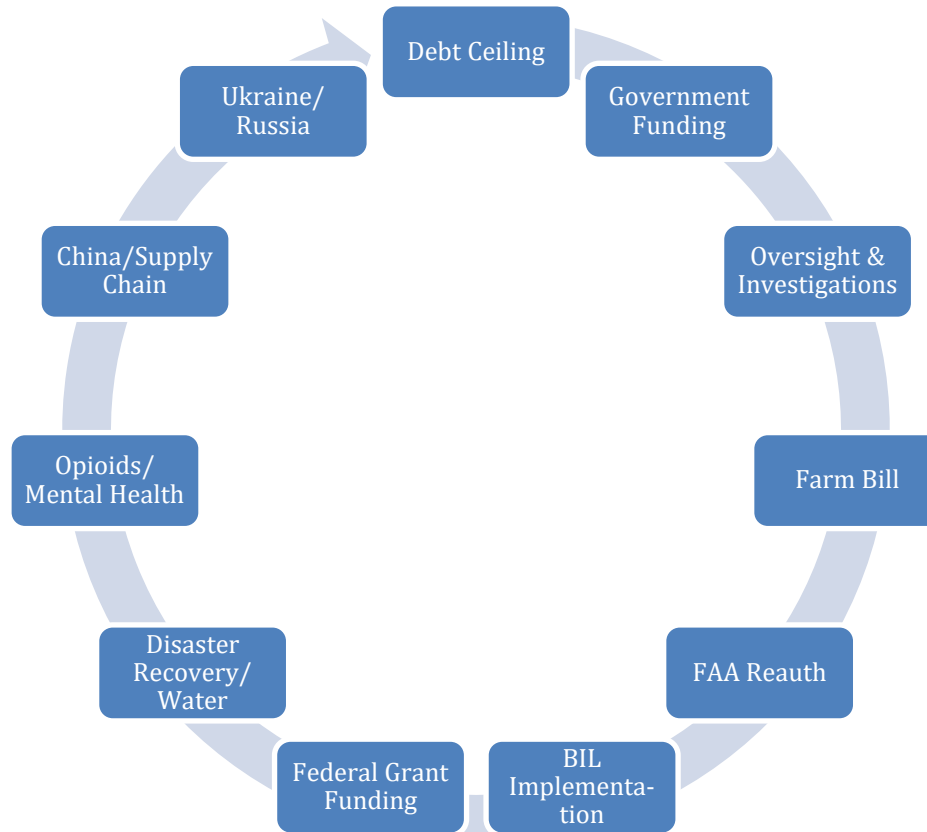 Debt Ceiling
Government
Funding
Oversight &
Investigations
Farm Bill
FAA Reauth
BIL
Implementa-
tion
Federal Grant
Funding
Disaster
Recovery/
Water
Opioids/
Mental Health
China/Supply
Chain
Ukraine/
Russia